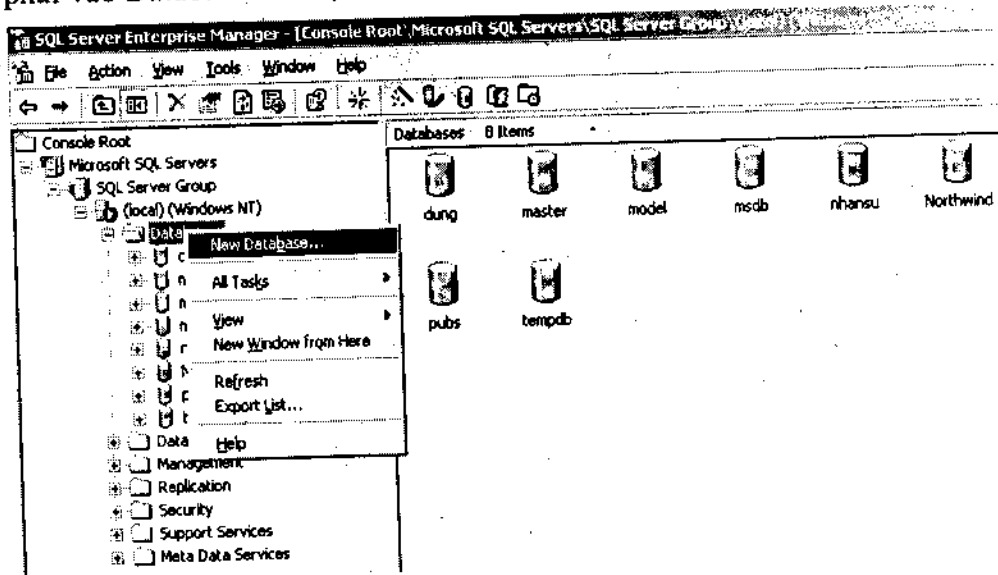 SQL Server Enterprise Manager - [Console Root\Microsoft SQL Servers\SQL Server Group
File Action View Tools Window Help
Console Root
Microsoft SQL Servers
SQL Server Group
(local) (Windows NT)
Data
Data
Management
Replication
Security
Support Services
Meta Data Services
New Database...
All Tasks
View
New Window from Here
Refresh
Export List...
Help
Databases 8 Items
dung master model msdb nhansu Northwind
pubs tempdb